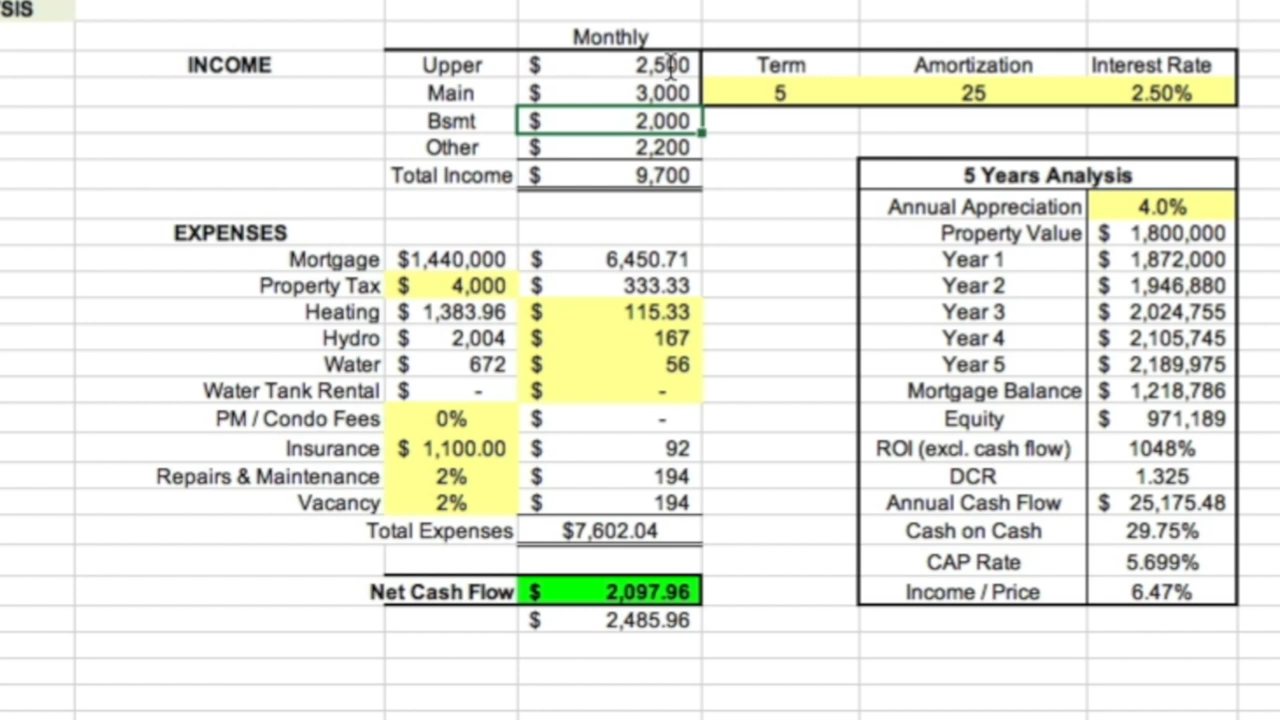 SIS
Monthly
INCOME Upper $ 2,500 Term Amortization Interest Rate
Main $ 3,000 5 25 2.50%
Bsmt $ 2,000
Other $ 2,200
Total Income $ 9,700 5 Years Analysis
Annual Appreciation 4.0%
EXPENSES Property Value $ 1,800,000
Mortgage $1,440,000 $ 6,450.71 Year 1 $ 1,872,000
Property Tax $ 4,000 $ 333.33 Year 2 $ 1,946,880
Heating $ 1,383.96 $ 115.33 Year 3 $ 2,024,755
Hydro $ 2,004 $ 167 Year 4 $ 2,105,745
Water $ 672 $ 56 Year 5 $ 2,189,975
Water Tank Rental $ - $ - Mortgage Balance $ 1,218,786
PM / Condo Fees 0% $ - Equity $ 971,189
Insurance $ 1,100.00 $ 92 ROI (excl. cash flow) 1048%
Repairs & Maintenance 2% $ 194 DCR 1.325
Vacancy 2% $ 194 Annual Cash Flow $ 25,175.48
Total Expenses $7,602.04 Cash on Cash 29.75%
CAP Rate 5.699%
Net Cash Flow $ 2,097.96 Income / Price 6.47%
$ 2,485.96